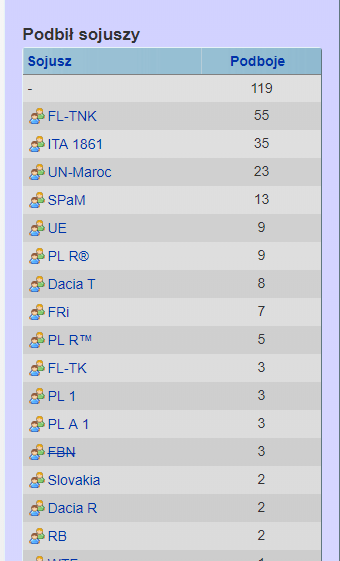 Podbił sojuszy
Sojusz Podboje
- 119
FL-TNK 55
ITA 1861 35
UN-Maroc 23
SPaM 13
UE 9
PL R® 9
Dacia T 8
FRi 7
PL R™ 5
FL-TK 3
PL 1 3
PL A 1 3
FBN 3
Slovakia 2
Dacia R 2
RB 2